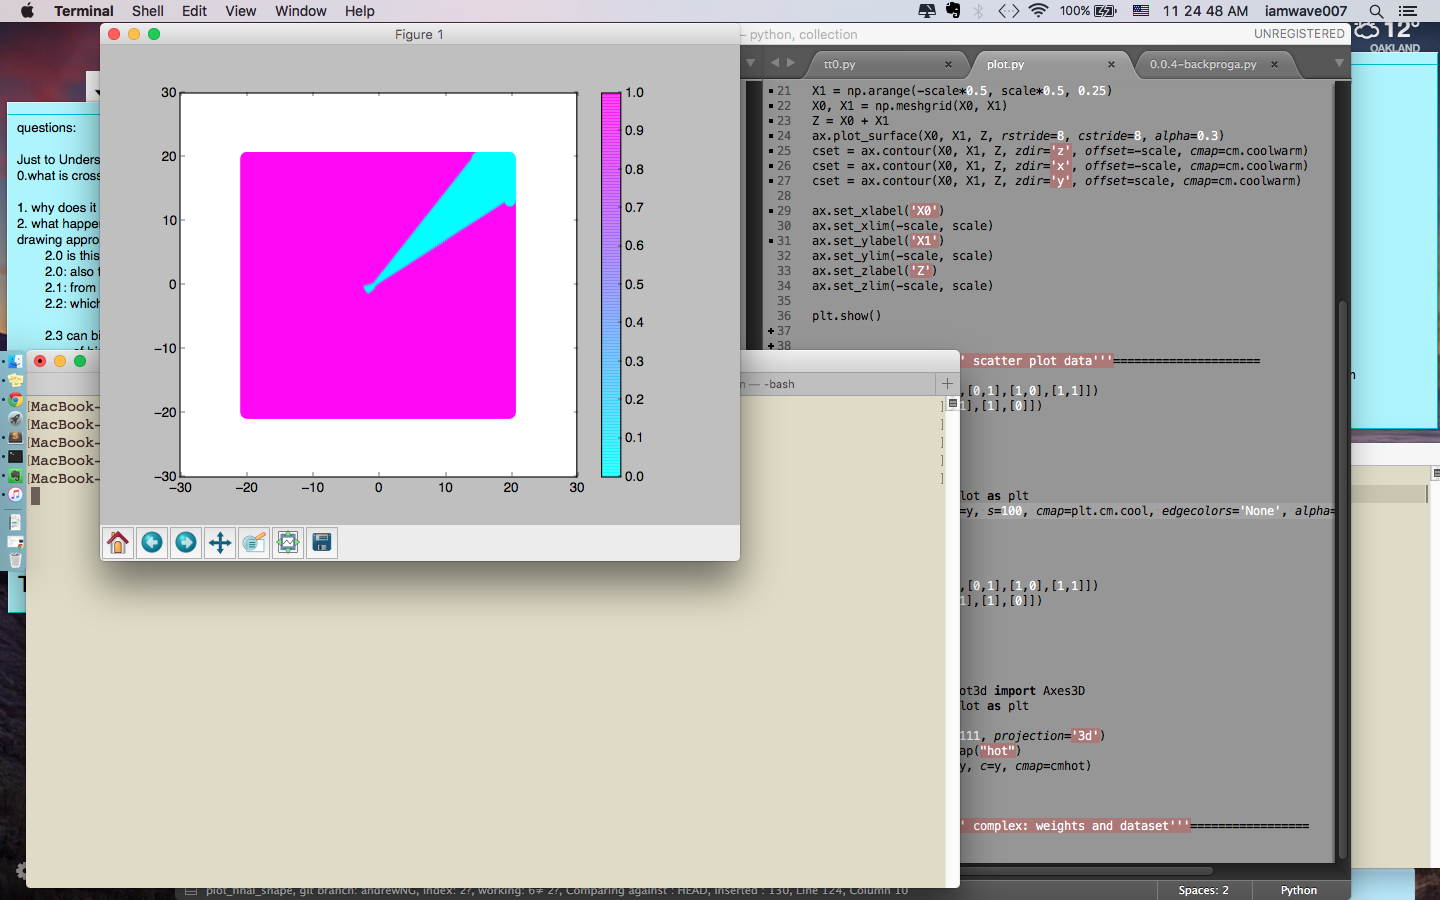 Terminal Shell Edit View Window Help
100% 11 24 48 AM iamwave007
12°
OAKLAND
Figure 1
– python, collection
UNREGISTERED
tt0.py × plot.py × 0.0.4-backproga.py ×
questions:
Just to Unders
0.what is cross
1. why does it
2. what happe
drawing appro
2.0 is this
2.0: also
2.1: from
2.2: which
2.3 can bi
30
20
10
0
−10
−20
−30
−30 −20 −10 0 10 20 30
1.0
0.9
0.8
0.7
0.6
0.5
0.4
0.3
0.2
0.1
0.0
21 X1 = np.arange(-scale*0.5, scale*0.5, 0.25)
22 X0, X1 = np.meshgrid(X0, X1)
23 Z = X0 + X1
24 ax.plot_surface(X0, X1, Z, rstride=8, cstride=8, alpha=0.3)
25 cset = ax.contour(X0, X1, Z, zdir='z', offset=-scale, cmap=cm.coolwarm)
26 cset = ax.contour(X0, X1, Z, zdir='x', offset=-scale, cmap=cm.coolwarm)
27 cset = ax.contour(X0, X1, Z, zdir='y', offset=scale, cmap=cm.coolwarm)
28
29 ax.set_xlabel('X0')
30 ax.set_xlim(-scale, scale)
31 ax.set_ylabel('X1')
32 ax.set_ylim(-scale, scale)
33 ax.set_zlabel('Z')
34 ax.set_zlim(-scale, scale)
35
36 plt.show()
37
38
' scatter plot data'''=====================
,[0,1],[1,0],[1,1]])
1],[1],[0]])
lot as plt
=y, s=100, cmap=plt.cm.cool, edgecolors='None', alpha=
,[0,1],[1,0],[1,1]])
1],[1],[0]])
ot3d import Axes3D
lot as plt
111, projection='3d')
ap("hot")
y, c=y, cmap=cmhot)
' complex: weights and dataset'''=================
n — -bash
[MacBook-
[MacBook-
[MacBook-
[MacBook-
[MacBook-
plot_final_shape, git branch: andrewNG, index: 2?, working: 6≠ 2?, Comparing against : HEAD, Inserted : 130, Line 124, Column 10
Spaces: 2 Python